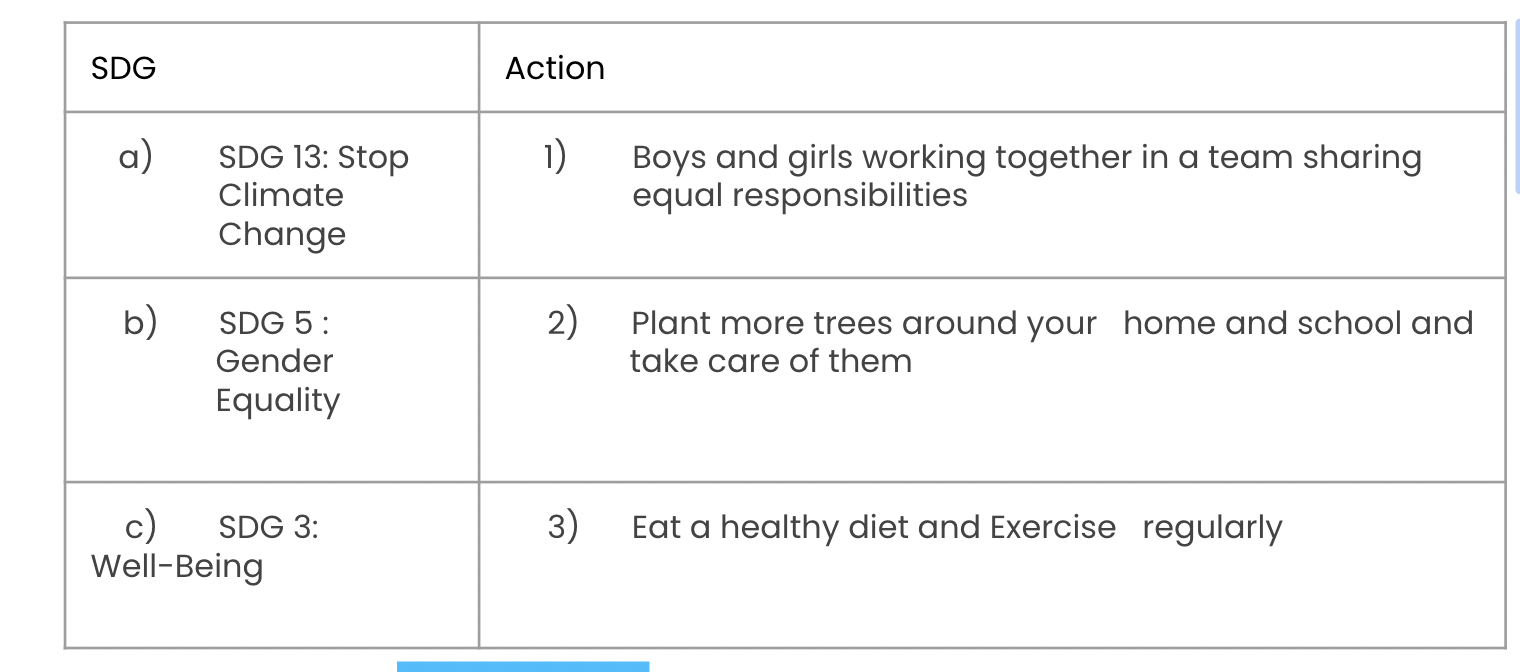 SDG
Action
a) SDG 13: Stop
Climate
Change
1) Boys and girls working together in a team sharing
equal responsibilities
b) SDG 5 :
Gender
Equality
2) Plant more trees around your home and school and
take care of them
c) SDG 3:
Well-Being
3) Eat a healthy diet and Exercise regularly